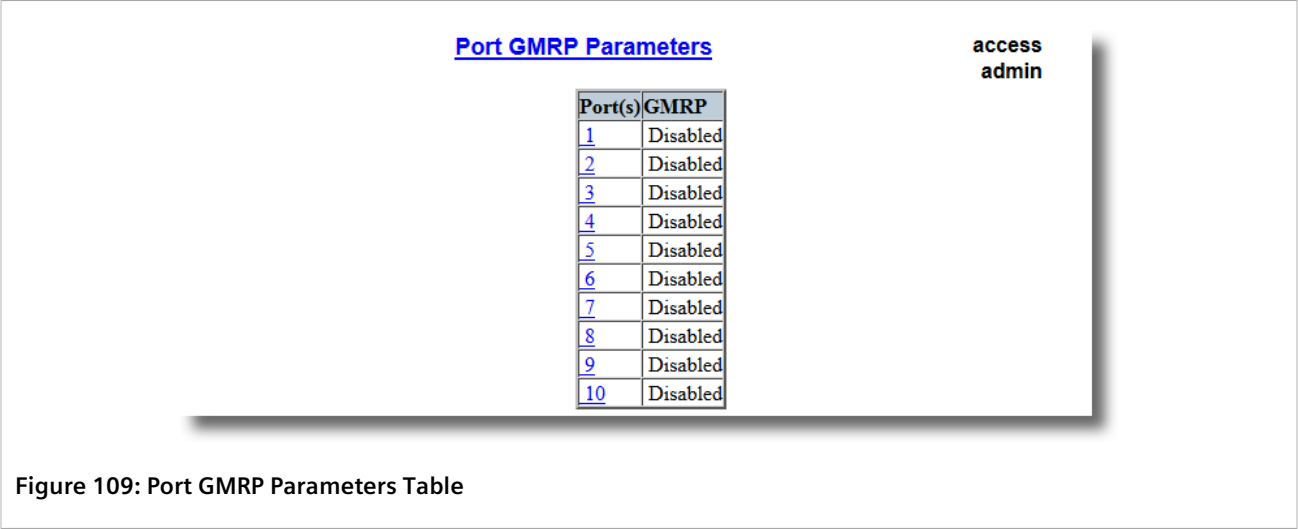 Port GMRP Parameters
access
admin
Port(s) GMRP
1 Disabled
2 Disabled
3 Disabled
4 Disabled
5 Disabled
6 Disabled
7 Disabled
8 Disabled
9 Disabled
10 Disabled
Figure 109: Port GMRP Parameters Table